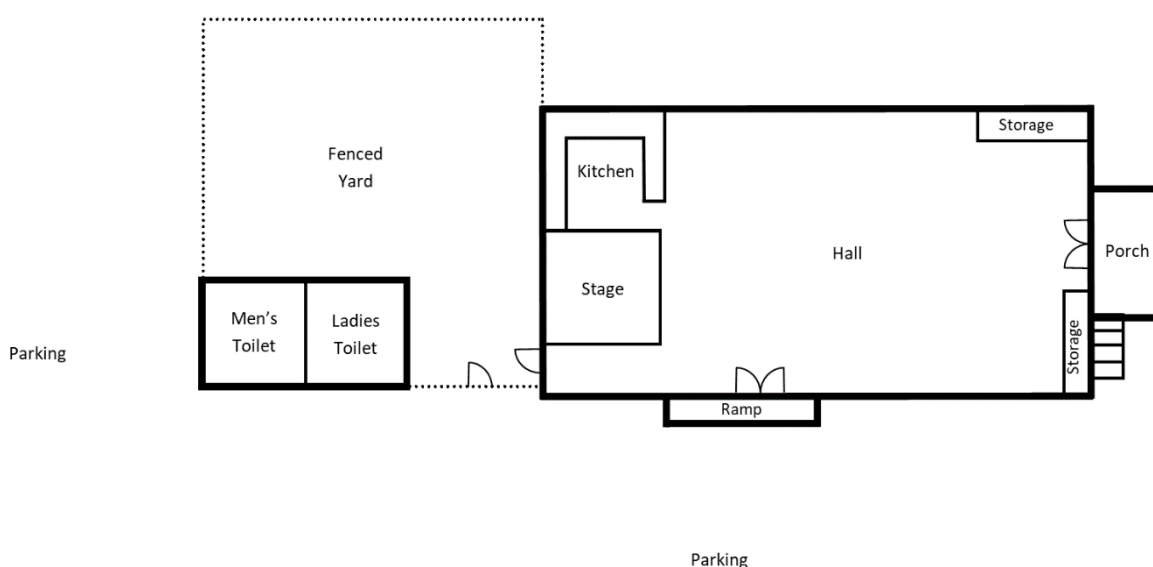 Storage
Fenced
Yard
Kitchen
Hall
Porch
Stage
Men's
Toilet
Ladies
Toilet
Storage
Parking
Ramp
Parking